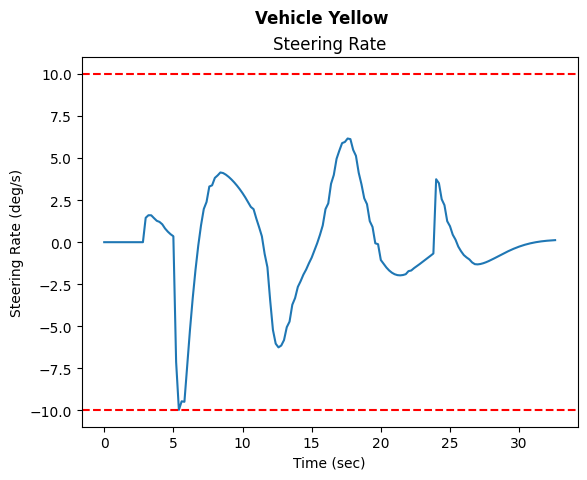 Vehicle Yellow
Steering Rate
10.0
7.5
5.0
2.5
0.0
−2.5
−5.0
−7.5
−10.0
Steering Rate (deg/s)
0 5 10 15 20 25 30
Time (sec)